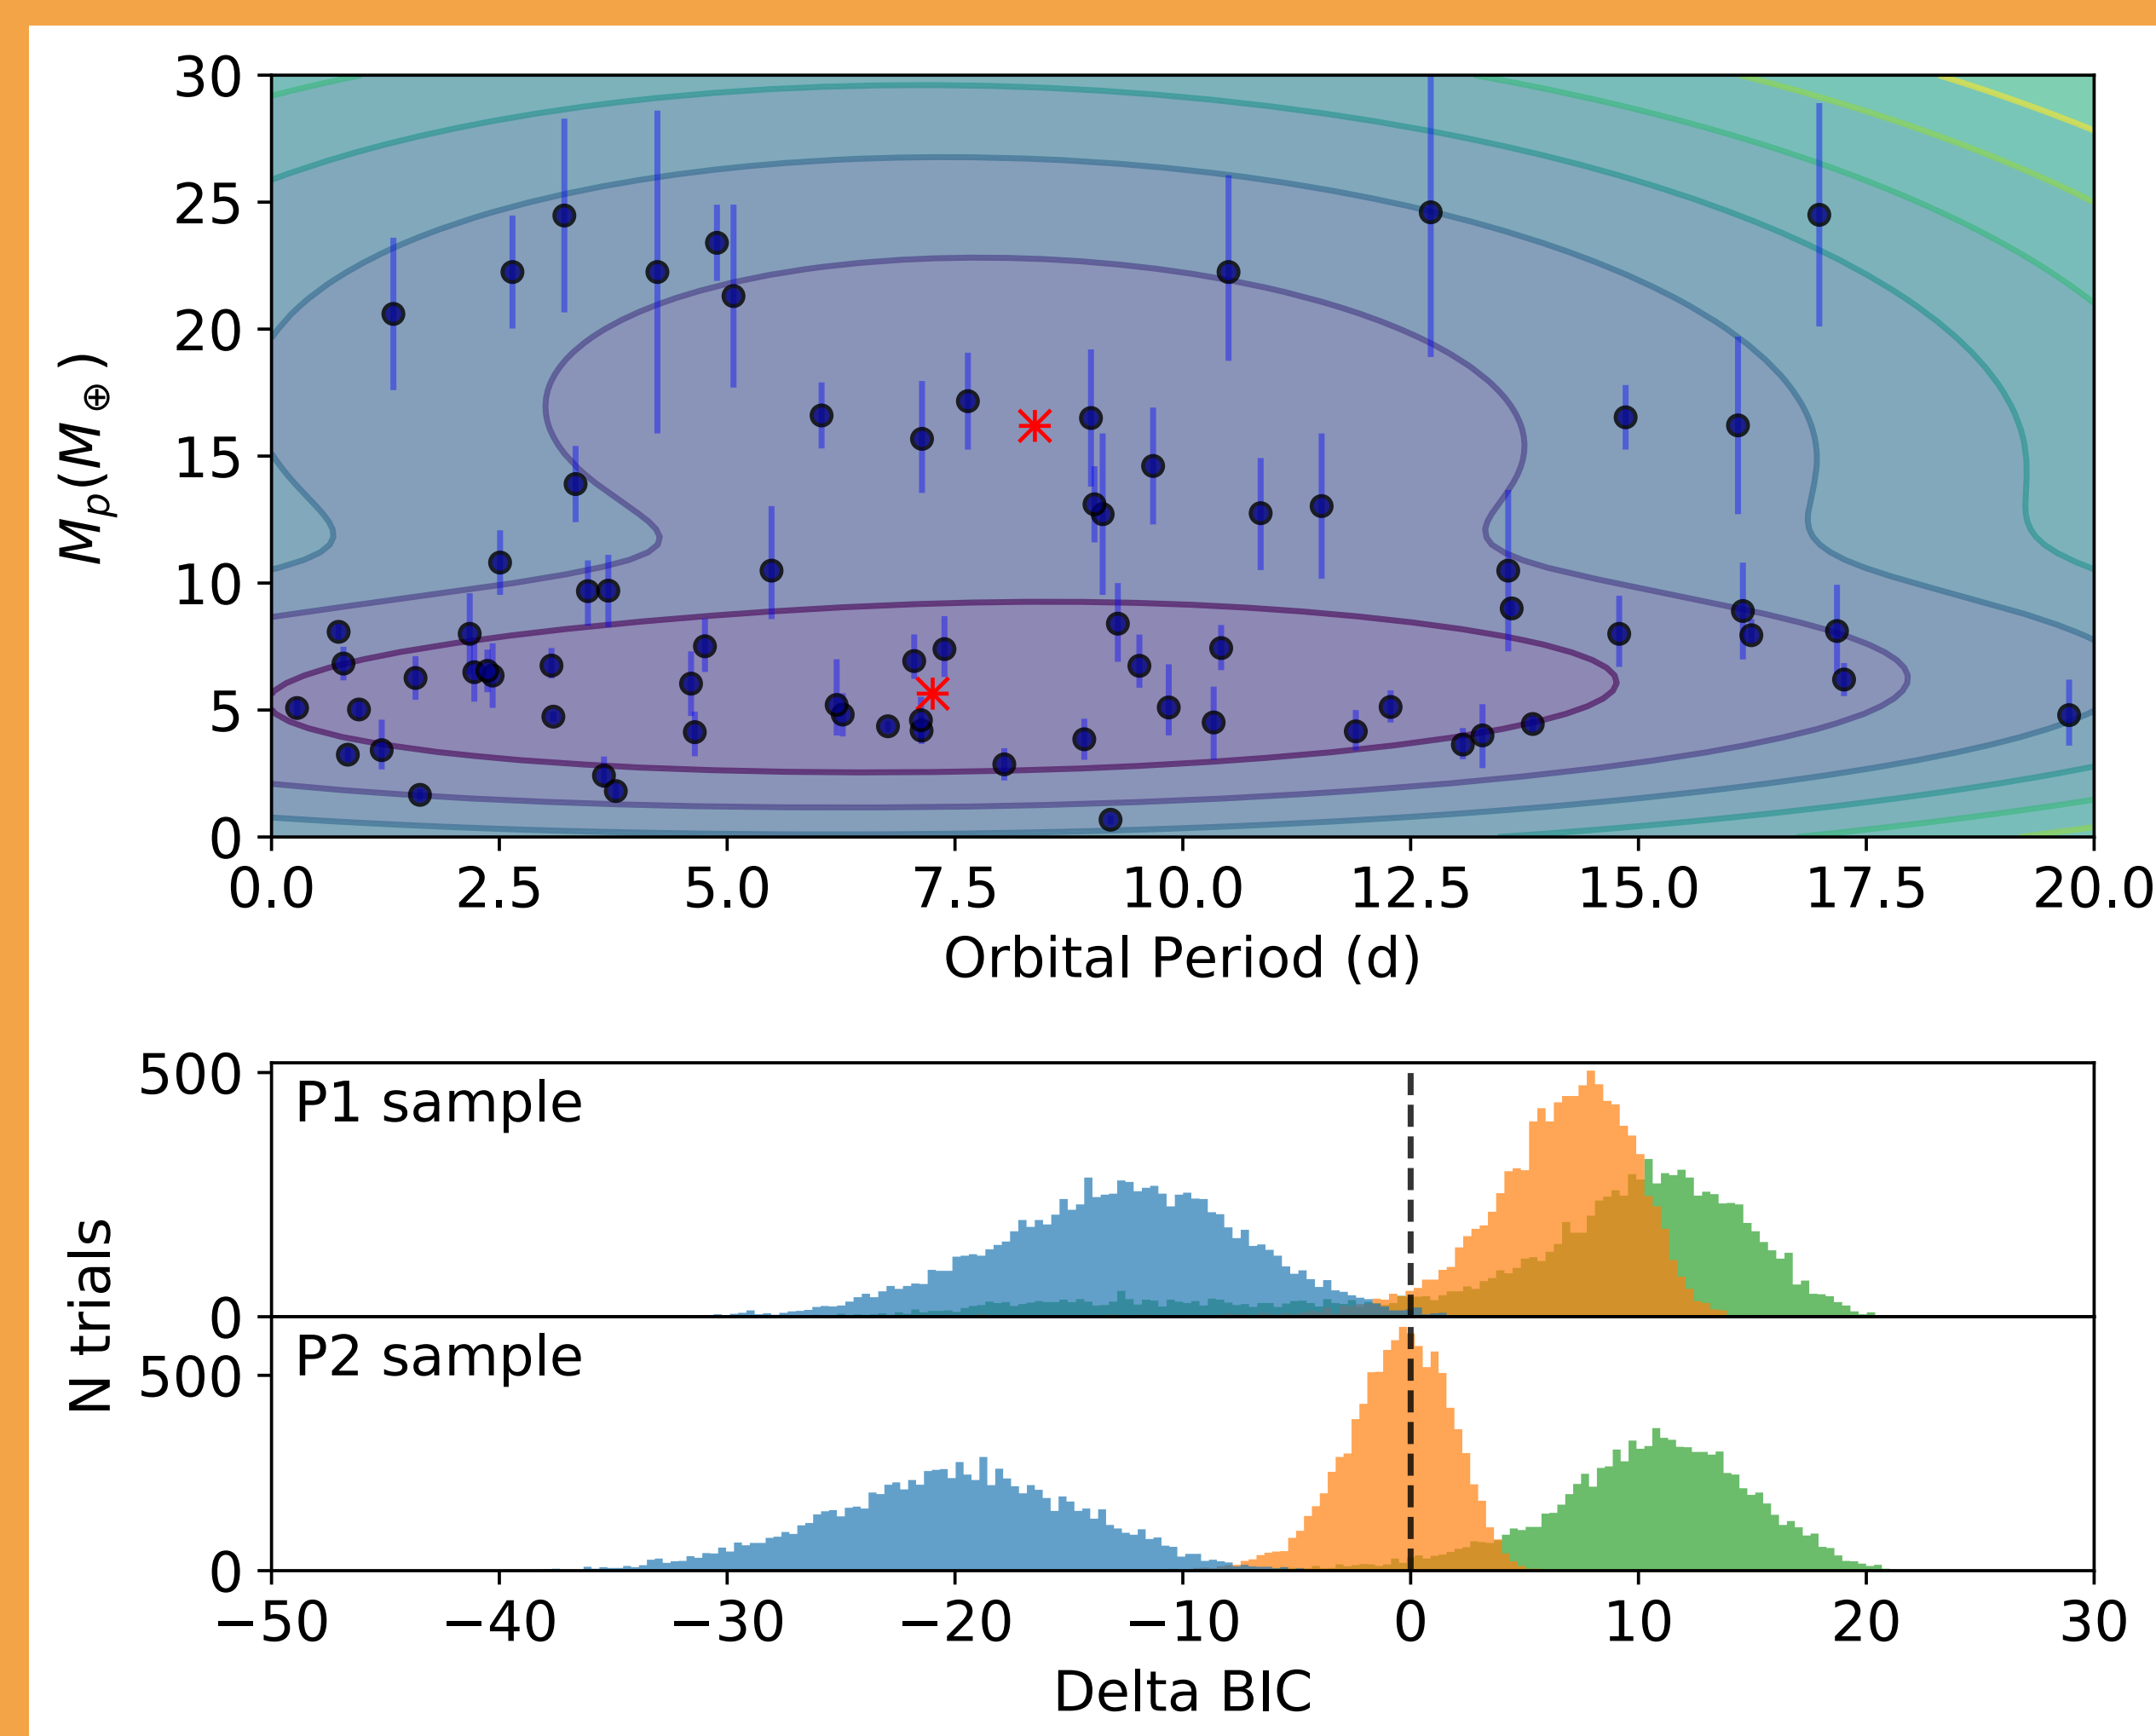 30
25
20
15
10
5
0
M_p(M_⊕)
0.0 2.5 5.0 7.5 10.0 12.5 15.0 17.5 20.0
Orbital Period (d)
500
P1 sample
0
P2 sample
500
0
N trials
−50 −40 −30 −20 −10 0 10 20 30
Delta BIC